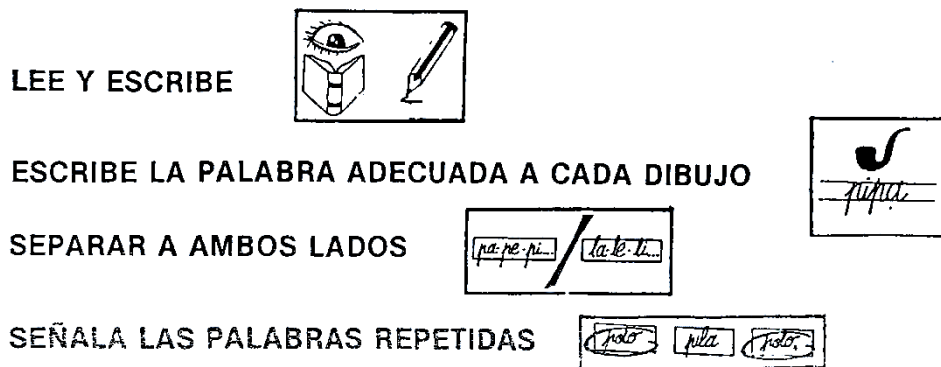 LEE Y ESCRIBE
ESCRIBE LA PALABRA ADECUADA A CADA DIBUJO
pipa
SEPARAR A AMBOS LADOS
pa-pe-pi... la-le-li...
SEÑALA LAS PALABRAS REPETIDAS
polo pila polo